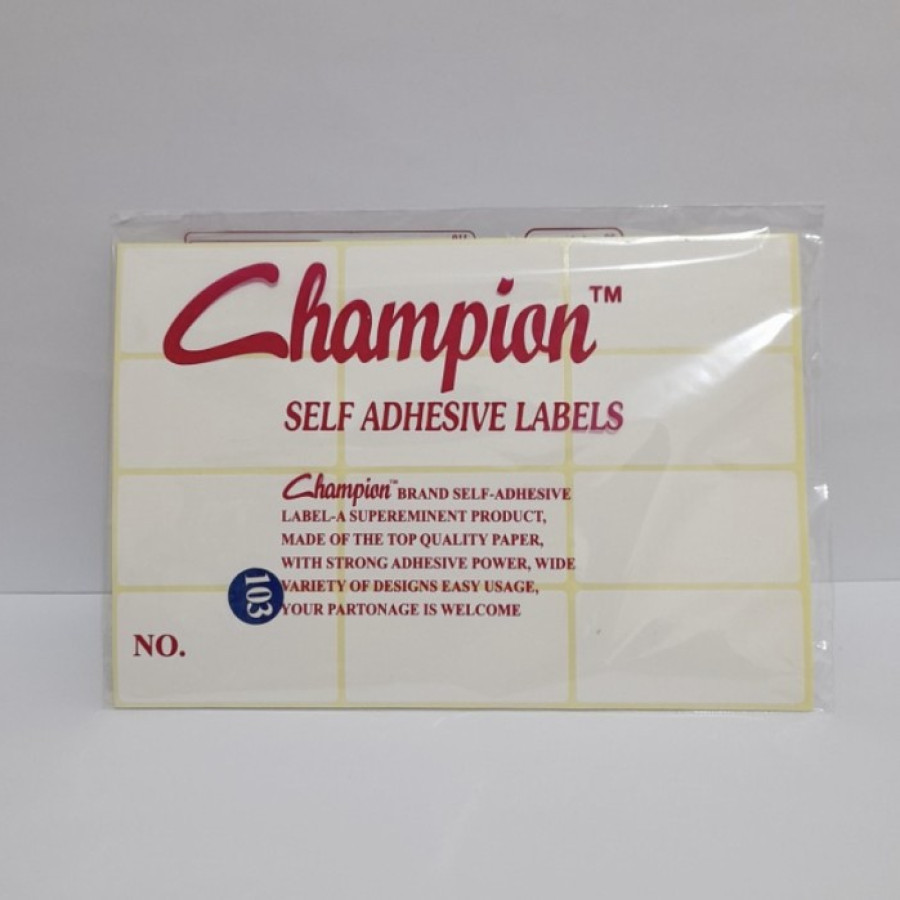 Champion™
SELF ADHESIVE LABELS
Champion™ BRAND SELF-ADHESIVE
LABEL-A SUPEREMINENT PRODUCT,
MADE OF THE TOP QUALITY PAPER,
WITH STRONG ADHESIVE POWER, WIDE
VARIETY OF DESIGNS EASY USAGE,
YOUR PARTONAGE IS WELCOME
103
NO.